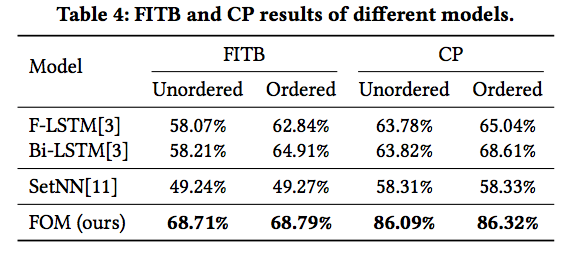 Table 4: FITB and CP results of different models.
Model FITB CP
Unordered Ordered Unordered Ordered
F-LSTM[3] 58.07% 62.84% 63.78% 65.04%
Bi-LSTM[3] 58.21% 64.91% 63.82% 68.61%
SetNN[11] 49.24% 49.27% 58.31% 58.33%
FOM (ours) 68.71% 68.79% 86.09% 86.32%